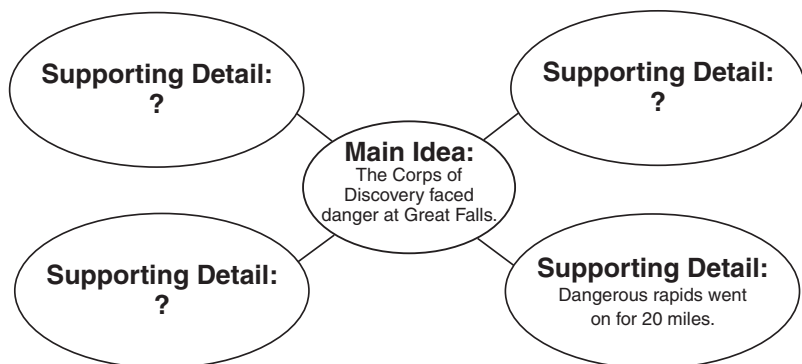 Supporting Detail:
?
Supporting Detail:
?
Main Idea:
The Corps of
Discovery faced
danger at Great Falls.
Supporting Detail:
?
Supporting Detail:
Dangerous rapids went
on for 20 miles.